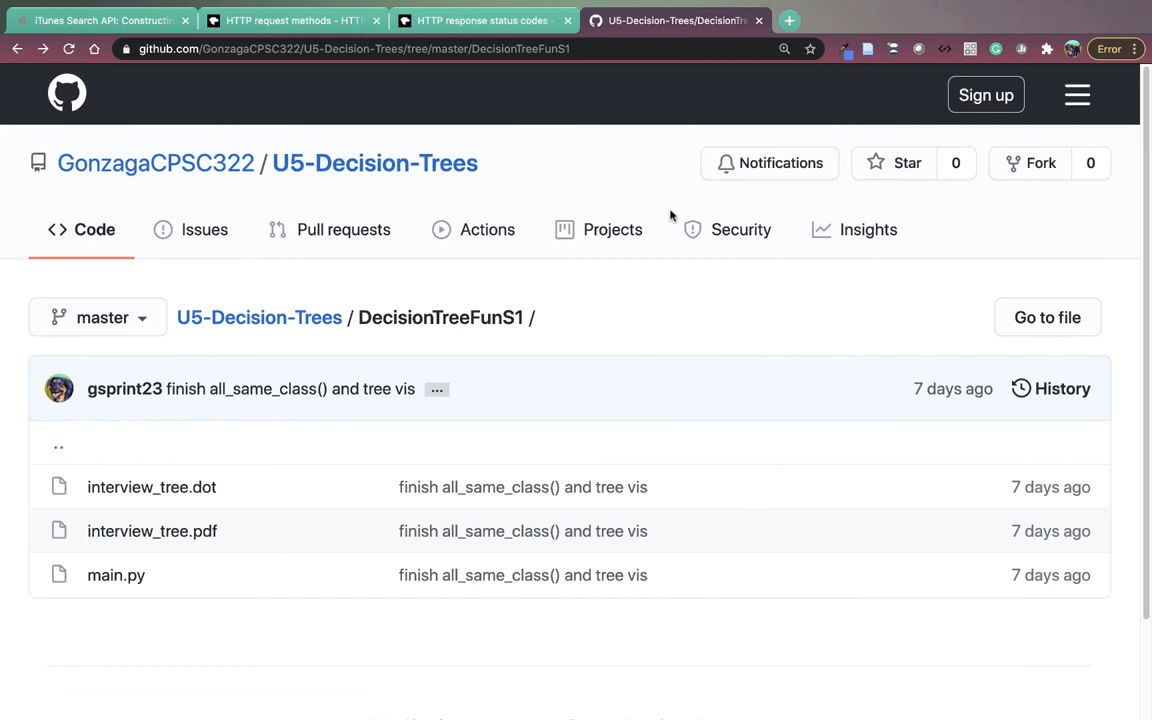 iTunes Search API: Constructin
HTTP request methods - HTTP
HTTP response status codes -
U5-Decision-Trees/DecisionTre
github.com/GonzagaCPSC322/U5-Decision-Trees/tree/master/DecisionTreeFunS1
Error
Sign up
GonzagaCPSC322 / U5-Decision-Trees
Notifications
Star 0
Fork 0
Code
Issues
Pull requests
Actions
Projects
Security
Insights
master
U5-Decision-Trees / DecisionTreeFunS1 /
Go to file
gsprint23 finish all_same_class() and tree vis ...
7 days ago
History
..
interview_tree.dot finish all_same_class() and tree vis 7 days ago
interview_tree.pdf finish all_same_class() and tree vis 7 days ago
main.py finish all_same_class() and tree vis 7 days ago